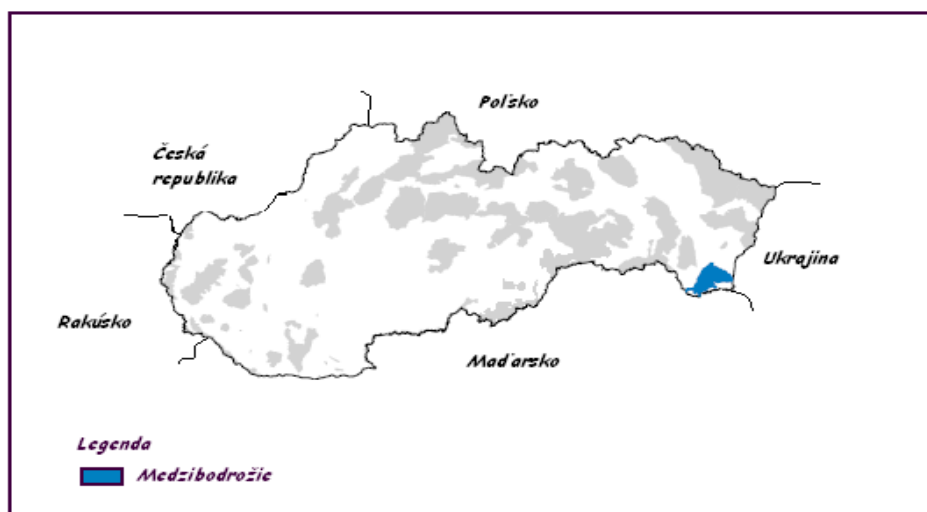 Poľsko
Česká
republika
Ukrajina
Rakúsko
Maďarsko
Legenda
Medzibodrožie